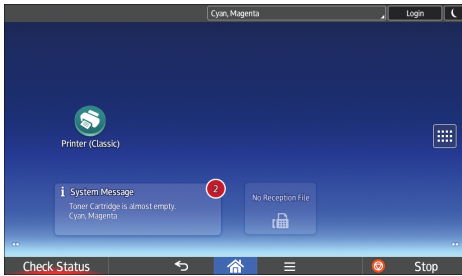 Cyan, Magenta
Login
Printer (Classic)
System Message
2
Toner Cartridge is almost empty.
Cyan, Magenta
No Reception File
Check Status
Stop